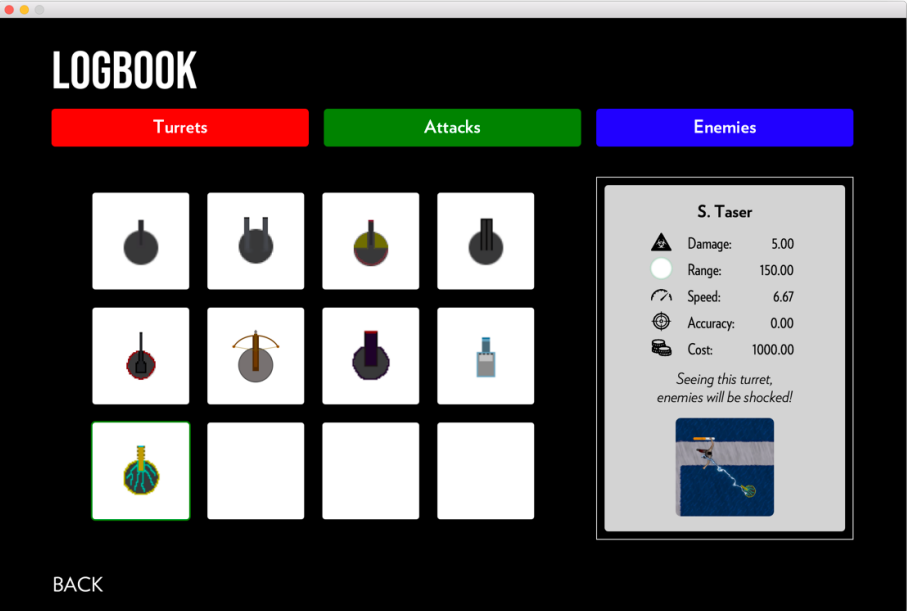 LOGBOOK
Turrets
Attacks
Enemies
S. Taser
Damage: 5.00
Range: 150.00
Speed: 6.67
Accuracy: 0.00
Cost: 1000.00
Seeing this turret,
enemies will be shocked!
BACK